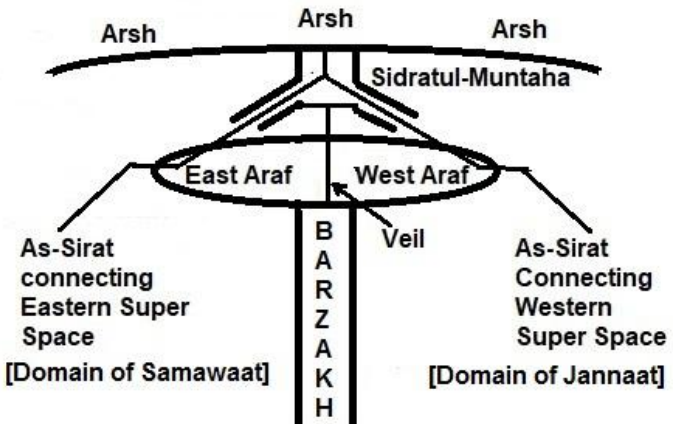 Arsh
Arsh
Arsh
Sidratul-Muntaha
East Araf
West Araf
Veil
BARZAKH
As-Sirat
connecting
Eastern Super
Space
[Domain of Samawaat]
As-Sirat
Connecting
Western
Super Space
[Domain of Jannaat]